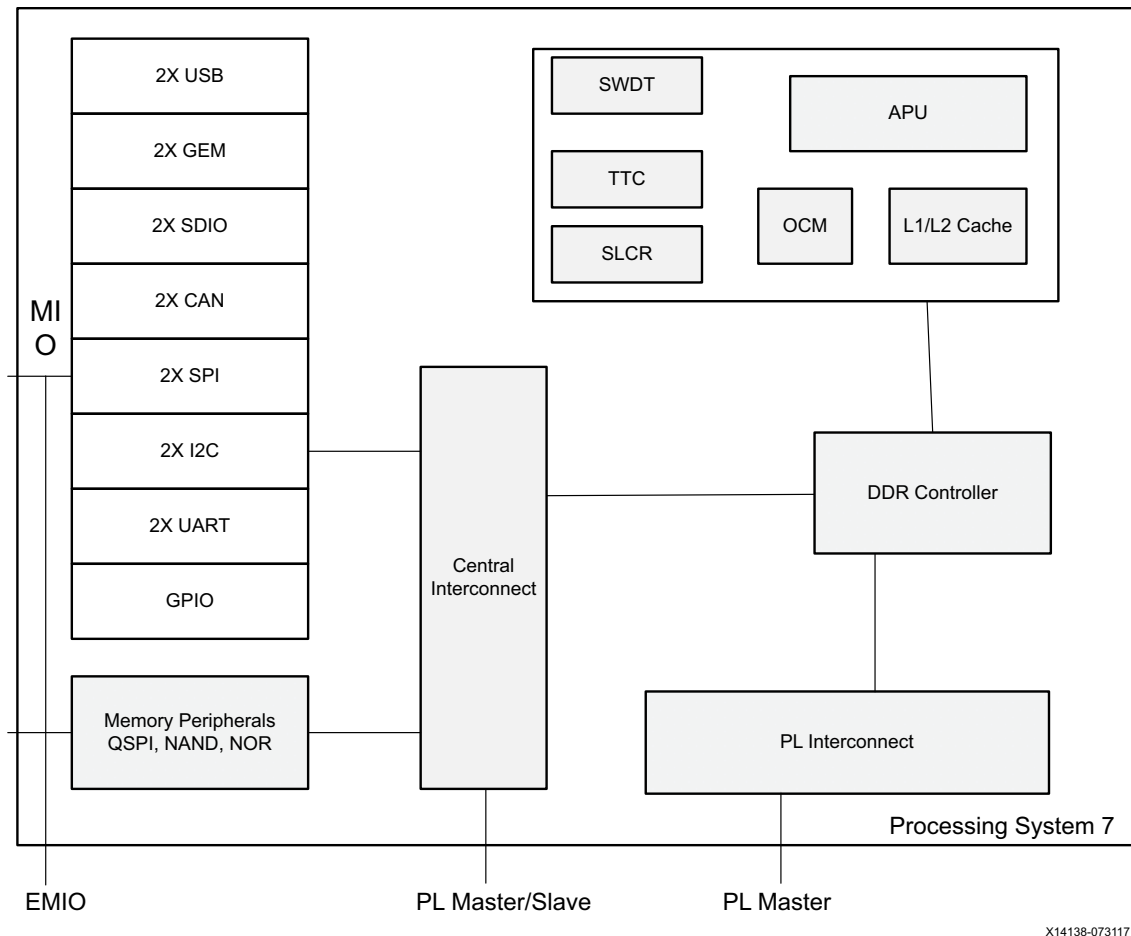 2X USB
2X GEM
2X SDIO
2X CAN
2X SPI
2X I2C
2X UART
GPIO
MI
O
Memory Peripherals
QSPI, NAND, NOR
Central
Interconnect
SWDT
TTC
SLCR
APU
OCM
L1/L2 Cache
DDR Controller
PL Interconnect
Processing System 7
EMIO
PL Master/Slave
PL Master
X14138-073117